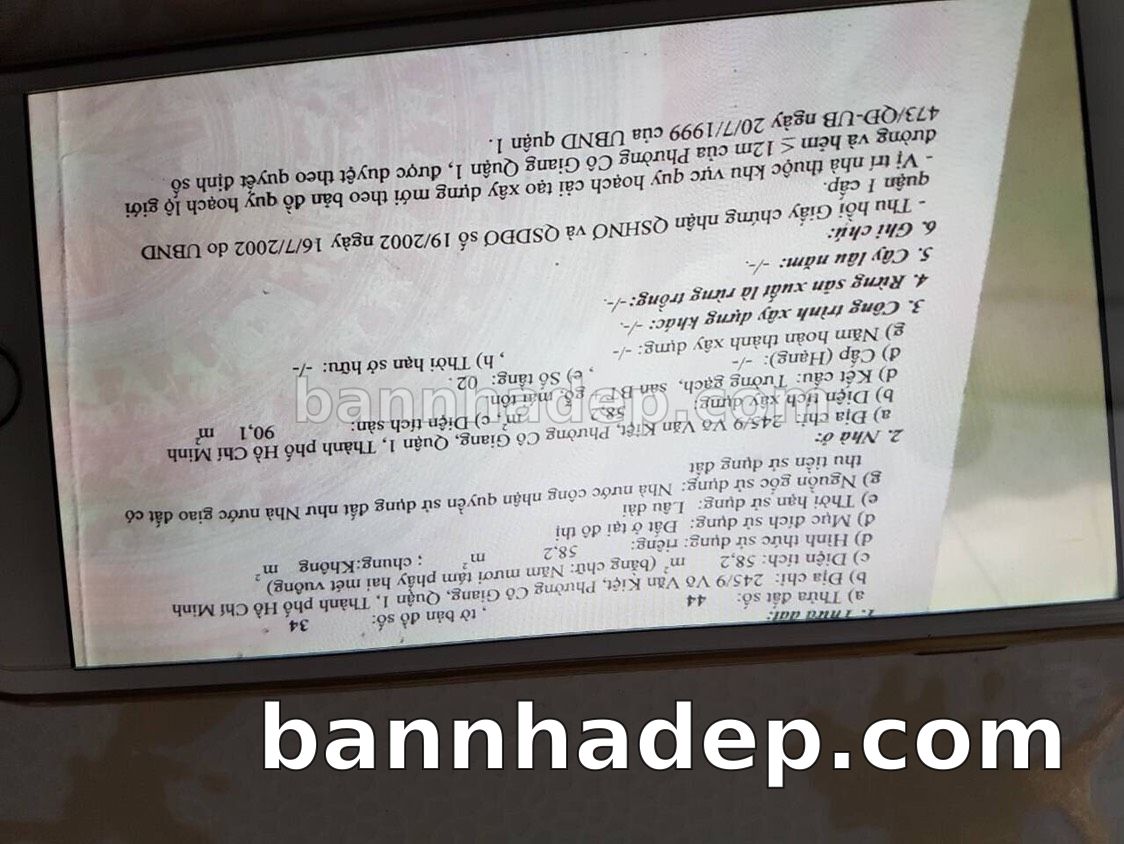 1. Thửa đất:
a) Thửa đất số: 44 , tờ bản đồ số: 34
b) Địa chỉ: 245/9 Võ Văn Kiệt, Phường Cô Giang, Quận 1, Thành phố Hồ Chí Minh
c) Diện tích: 58,2 m² (bằng chữ: Năm mươi tám phẩy hai mét vuông)
d) Hình thức sử dụng: riêng: 58,2 m² ; chung: Không m²
đ) Mục đích sử dụng: Đất ở tại đô thị
e) Thời hạn sử dụng: Lâu dài
g) Nguồn gốc sử dụng: Nhà nước công nhận quyền sử dụng đất như Nhà nước giao đất có
thu tiền sử dụng đất
2. Nhà ở:
a) Địa chỉ: 245/9 Võ Văn Kiệt, Phường Cô Giang, Quận 1, Thành phố Hồ Chí Minh
b) Diện tích xây dựng: 58,2 m²; c) Diện tích sàn: 90,1 m²
d) Kết cấu: Tường gạch, sàn BT + gỗ, mái tôn
đ) Cấp (Hạng): -/- , e) Số tầng: 02 .
g) Năm hoàn thành xây dựng: -/- , h) Thời hạn sở hữu: -/-
3. Công trình xây dựng khác: -/-.
4. Rừng sản xuất là rừng trồng: -/-.
5. Cây lâu năm: -/-.
6. Ghi chú:
- Thu hồi Giấy chứng nhận QSHNỞ và QSDĐỞ số 19/2002 ngày 16/7/2002 do UBND
quận 1 cấp.
- Vị trí nhà thuộc khu vực quy hoạch cải tạo xây dựng mới theo bản đồ quy hoạch lộ giới
đường và hẻm ≤ 12m của Phường Cô Giang Quận 1, được duyệt theo quyết định số
473/QĐ-UB ngày 20/7/1999 của UBND quận 1.
bannhadep.com
bannhadep.com